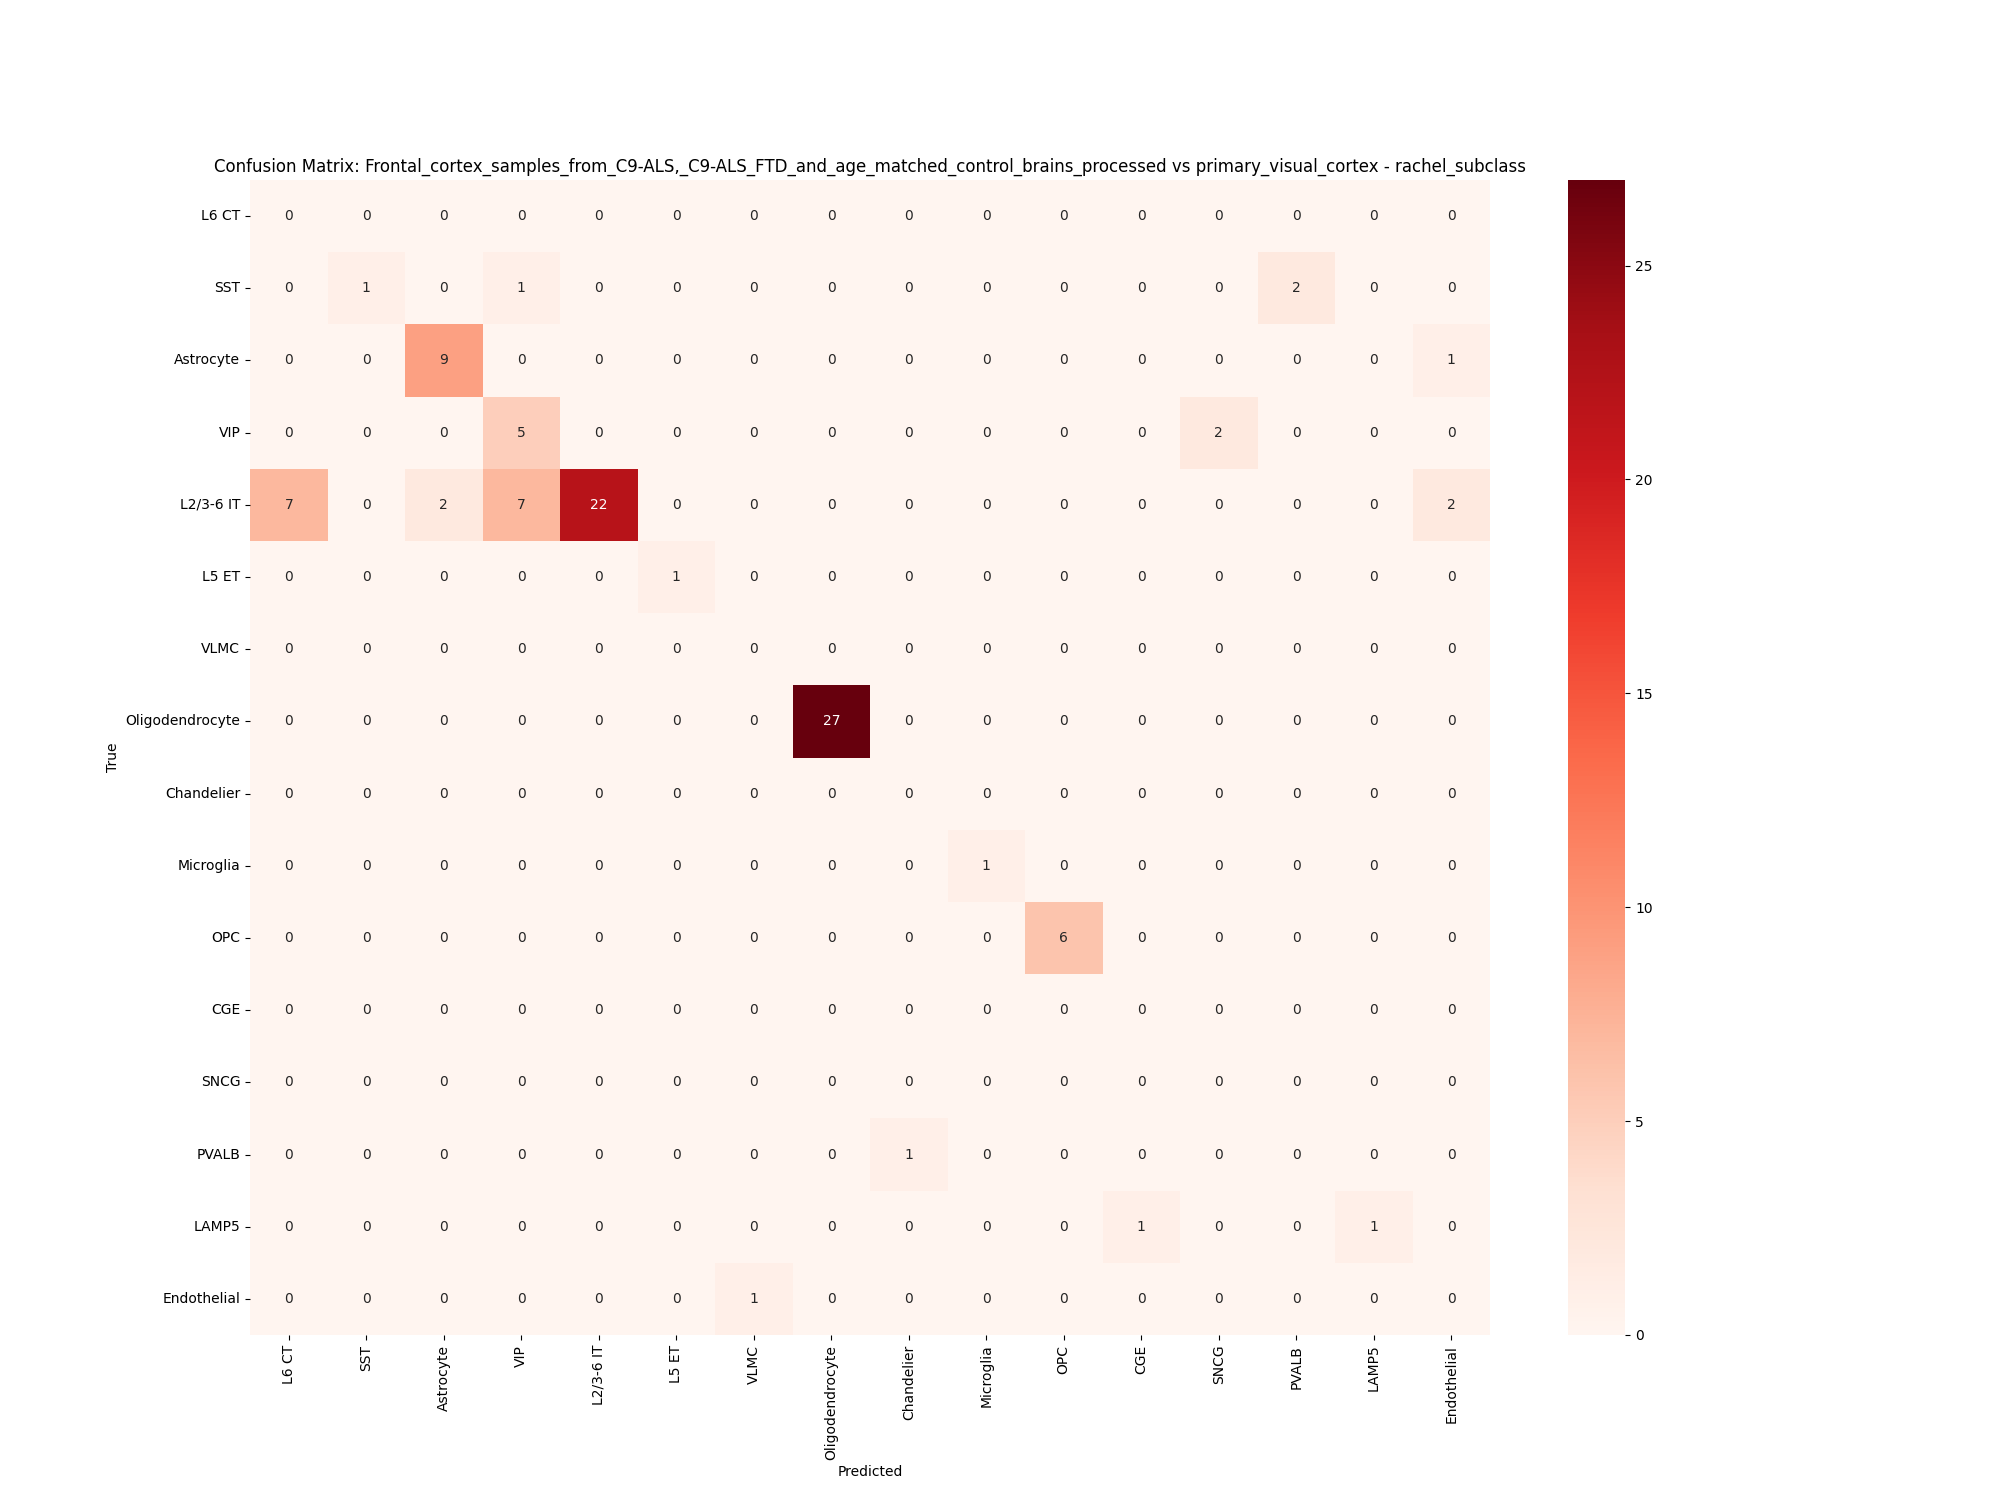 Confusion Matrix: Frontal_cortex_samples_from_C9-ALS,_C9-ALS_FTD_and_age_matched_control_brains_processed vs primary_visual_cortex - rachel_subclass
L6 CT 0 0 0 0 0 0 0 0 0 0 0 0 0 0 0 0
SST 0 1 0 1 0 0 0 0 0 0 0 0 0 2 0 0
Astrocyte 0 0 9 0 0 0 0 0 0 0 0 0 0 0 0 1
VIP 0 0 0 5 0 0 0 0 0 0 0 0 2 0 0 0
L2/3-6 IT 7 0 2 7 22 0 0 0 0 0 0 0 0 0 0 2
L5 ET 0 0 0 0 0 1 0 0 0 0 0 0 0 0 0 0
VLMC 0 0 0 0 0 0 0 0 0 0 0 0 0 0 0 0
Oligodendrocyte 0 0 0 0 0 0 0 27 0 0 0 0 0 0 0 0
Chandelier 0 0 0 0 0 0 0 0 0 0 0 0 0 0 0 0
Microglia 0 0 0 0 0 0 0 0 0 1 0 0 0 0 0 0
OPC 0 0 0 0 0 0 0 0 0 0 6 0 0 0 0 0
CGE 0 0 0 0 0 0 0 0 0 0 0 0 0 0 0 0
SNCG 0 0 0 0 0 0 0 0 0 0 0 0 0 0 0 0
PVALB 0 0 0 0 0 0 0 0 1 0 0 0 0 0 0 0
LAMP5 0 0 0 0 0 0 0 0 0 0 0 1 0 0 1 0
Endothelial 0 0 0 0 0 0 1 0 0 0 0 0 0 0 0 0
True
L6 CT SST Astrocyte VIP L2/3-6 IT L5 ET VLMC Oligodendrocyte Chandelier Microglia OPC CGE SNCG PVALB LAMP5 Endothelial
Predicted
25
20
15
10
5
0